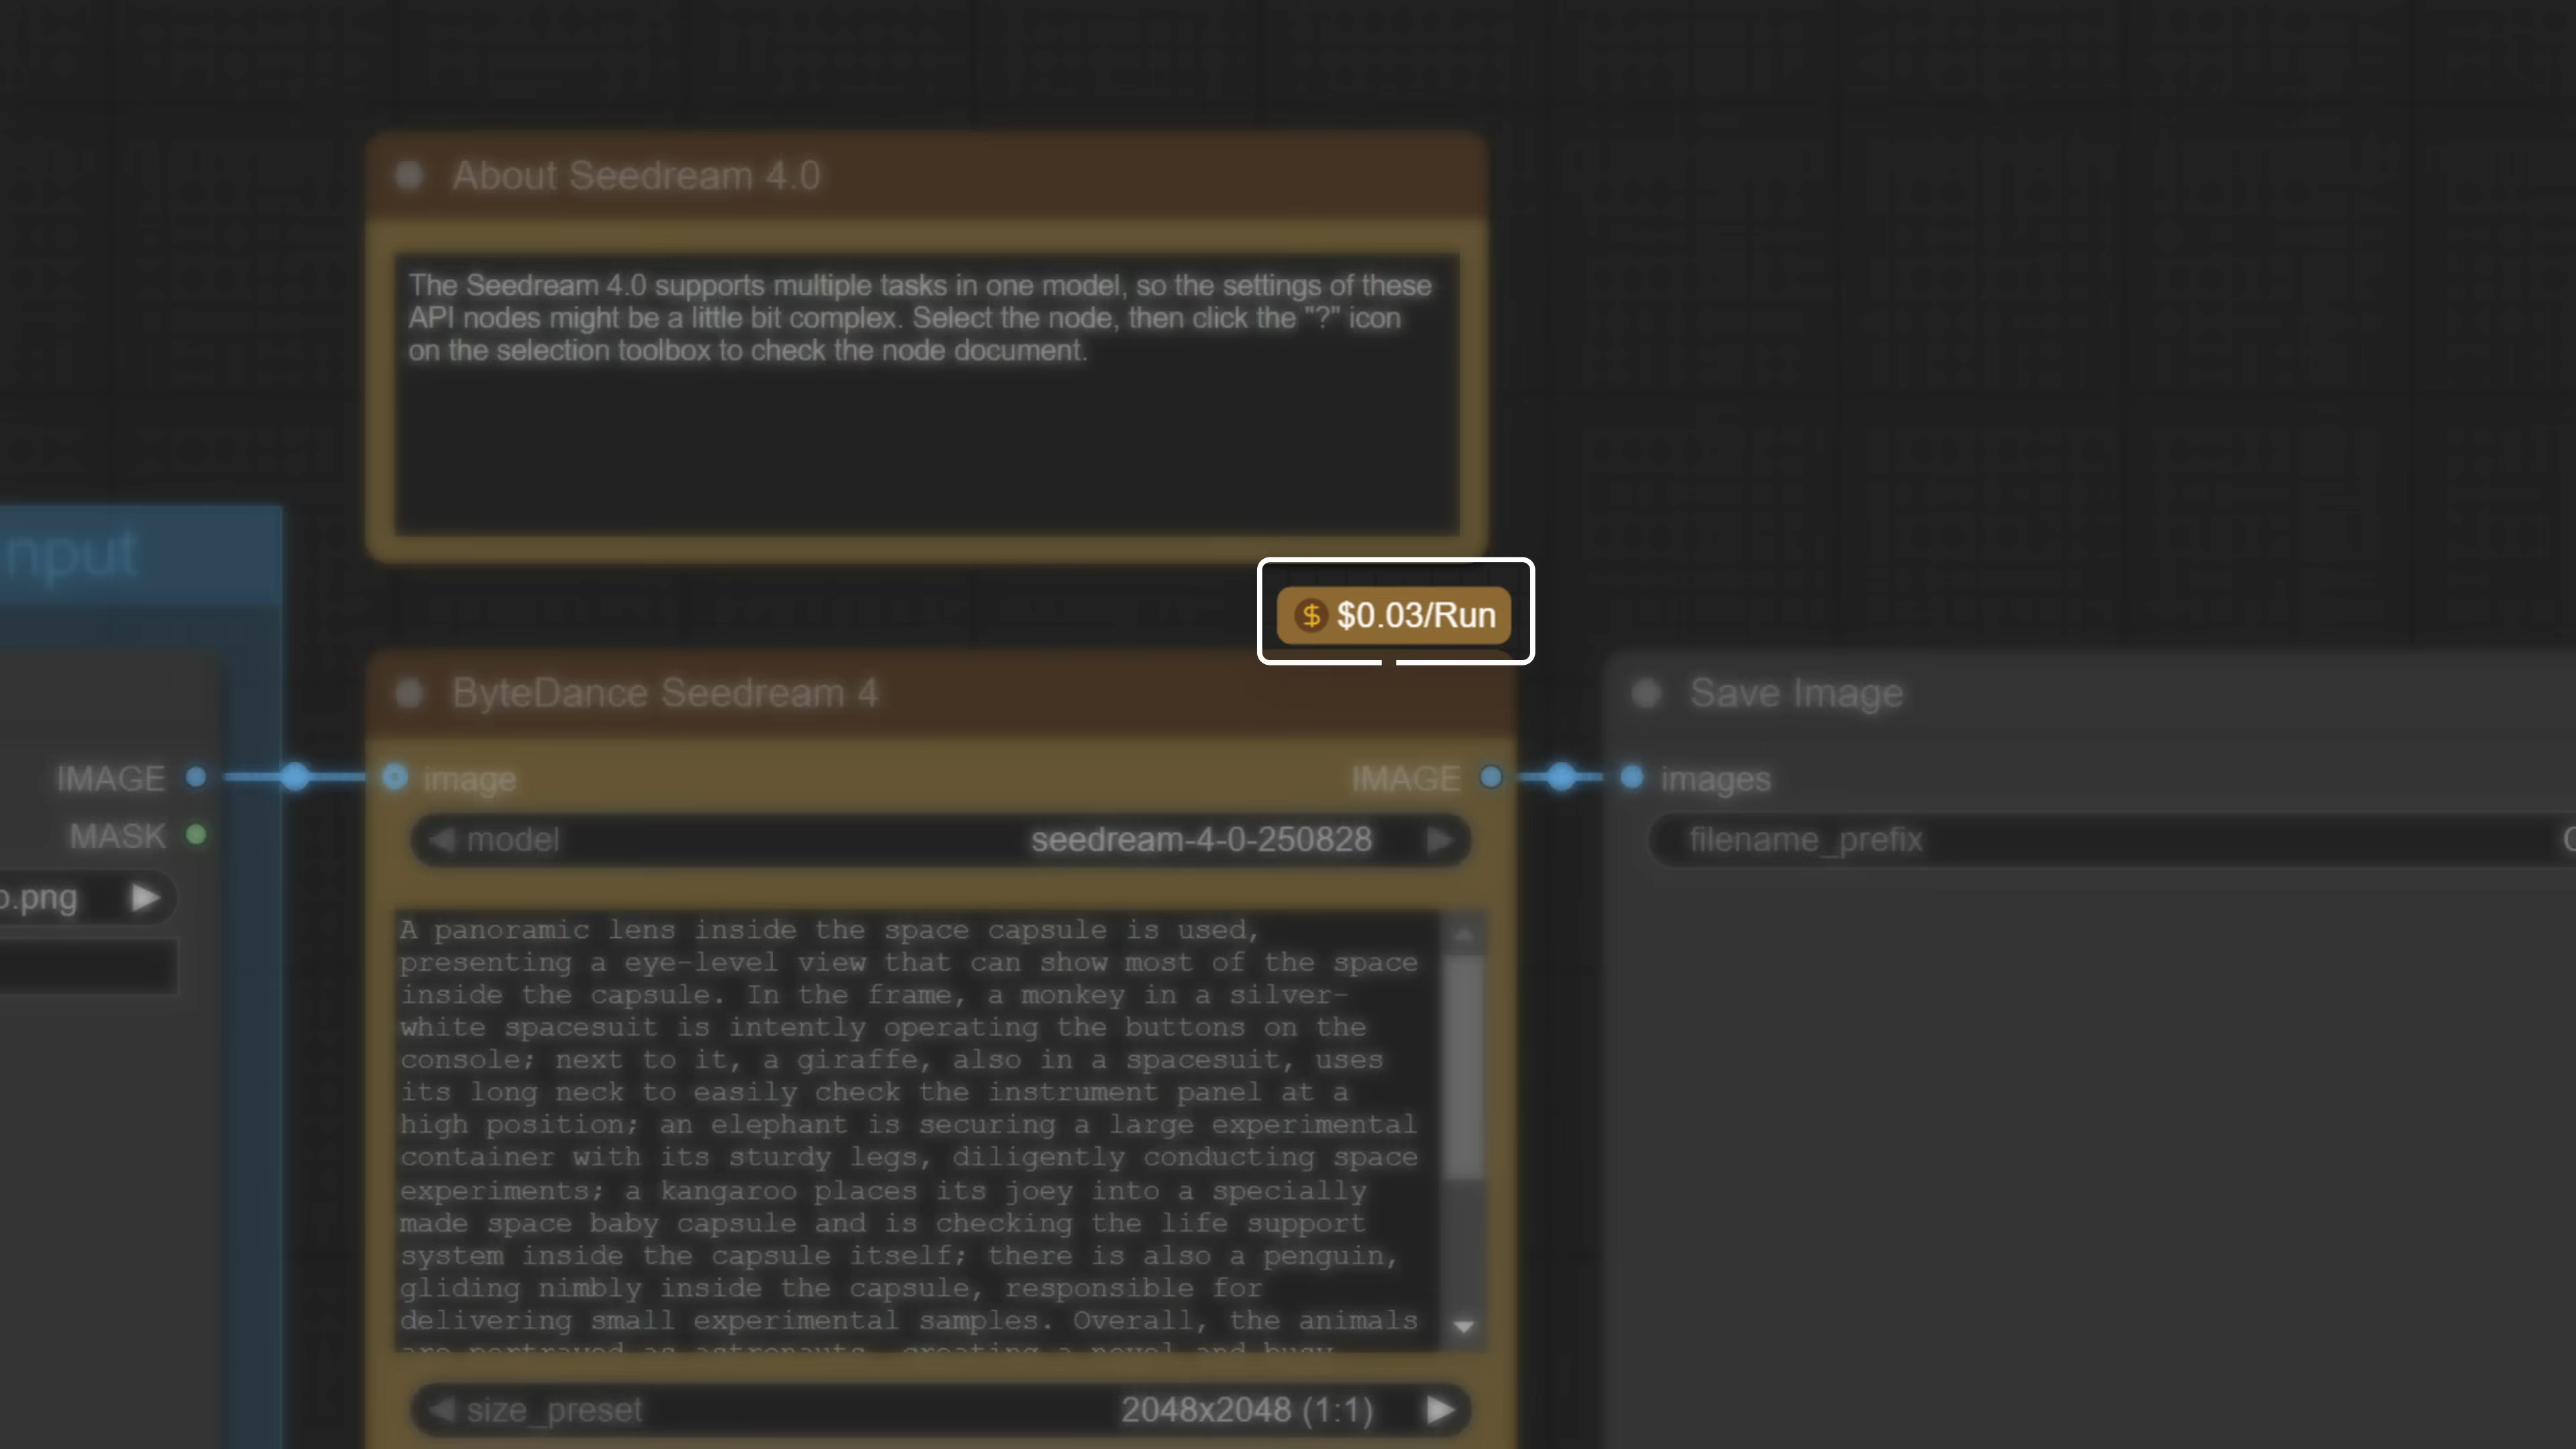 About Seedream 4.0
The Seedream 4.0 supports multiple tasks in one model, so the settings of these
API nodes might be a little bit complex. Select the node, then click the "?" icon
on the selection toolbox to check the node document.
nput
$ $0.03/Run
ByteDance Seedream 4
Save Image
IMAGE
image
IMAGE
images
MASK
model
seedream-4-0-250828
filename_prefix
.png
A panoramic lens inside the space capsule is used,
presenting a eye-level view that can show most of the space
inside the capsule. In the frame, a monkey in a silver-
white spacesuit is intently operating the buttons on the
console; next to it, a giraffe, also in a spacesuit, uses
its long neck to easily check the instrument panel at a
high position; an elephant is securing a large experimental
container with its sturdy legs, diligently conducting space
experiments; a kangaroo places its joey into a specially
made space baby capsule and is checking the life support
system inside the capsule itself; there is also a penguin,
gliding nimbly inside the capsule, responsible for
delivering small experimental samples. Overall, the animals
are portrayed as astronauts, creating a novel and busy
size_preset
2048x2048 (1:1)